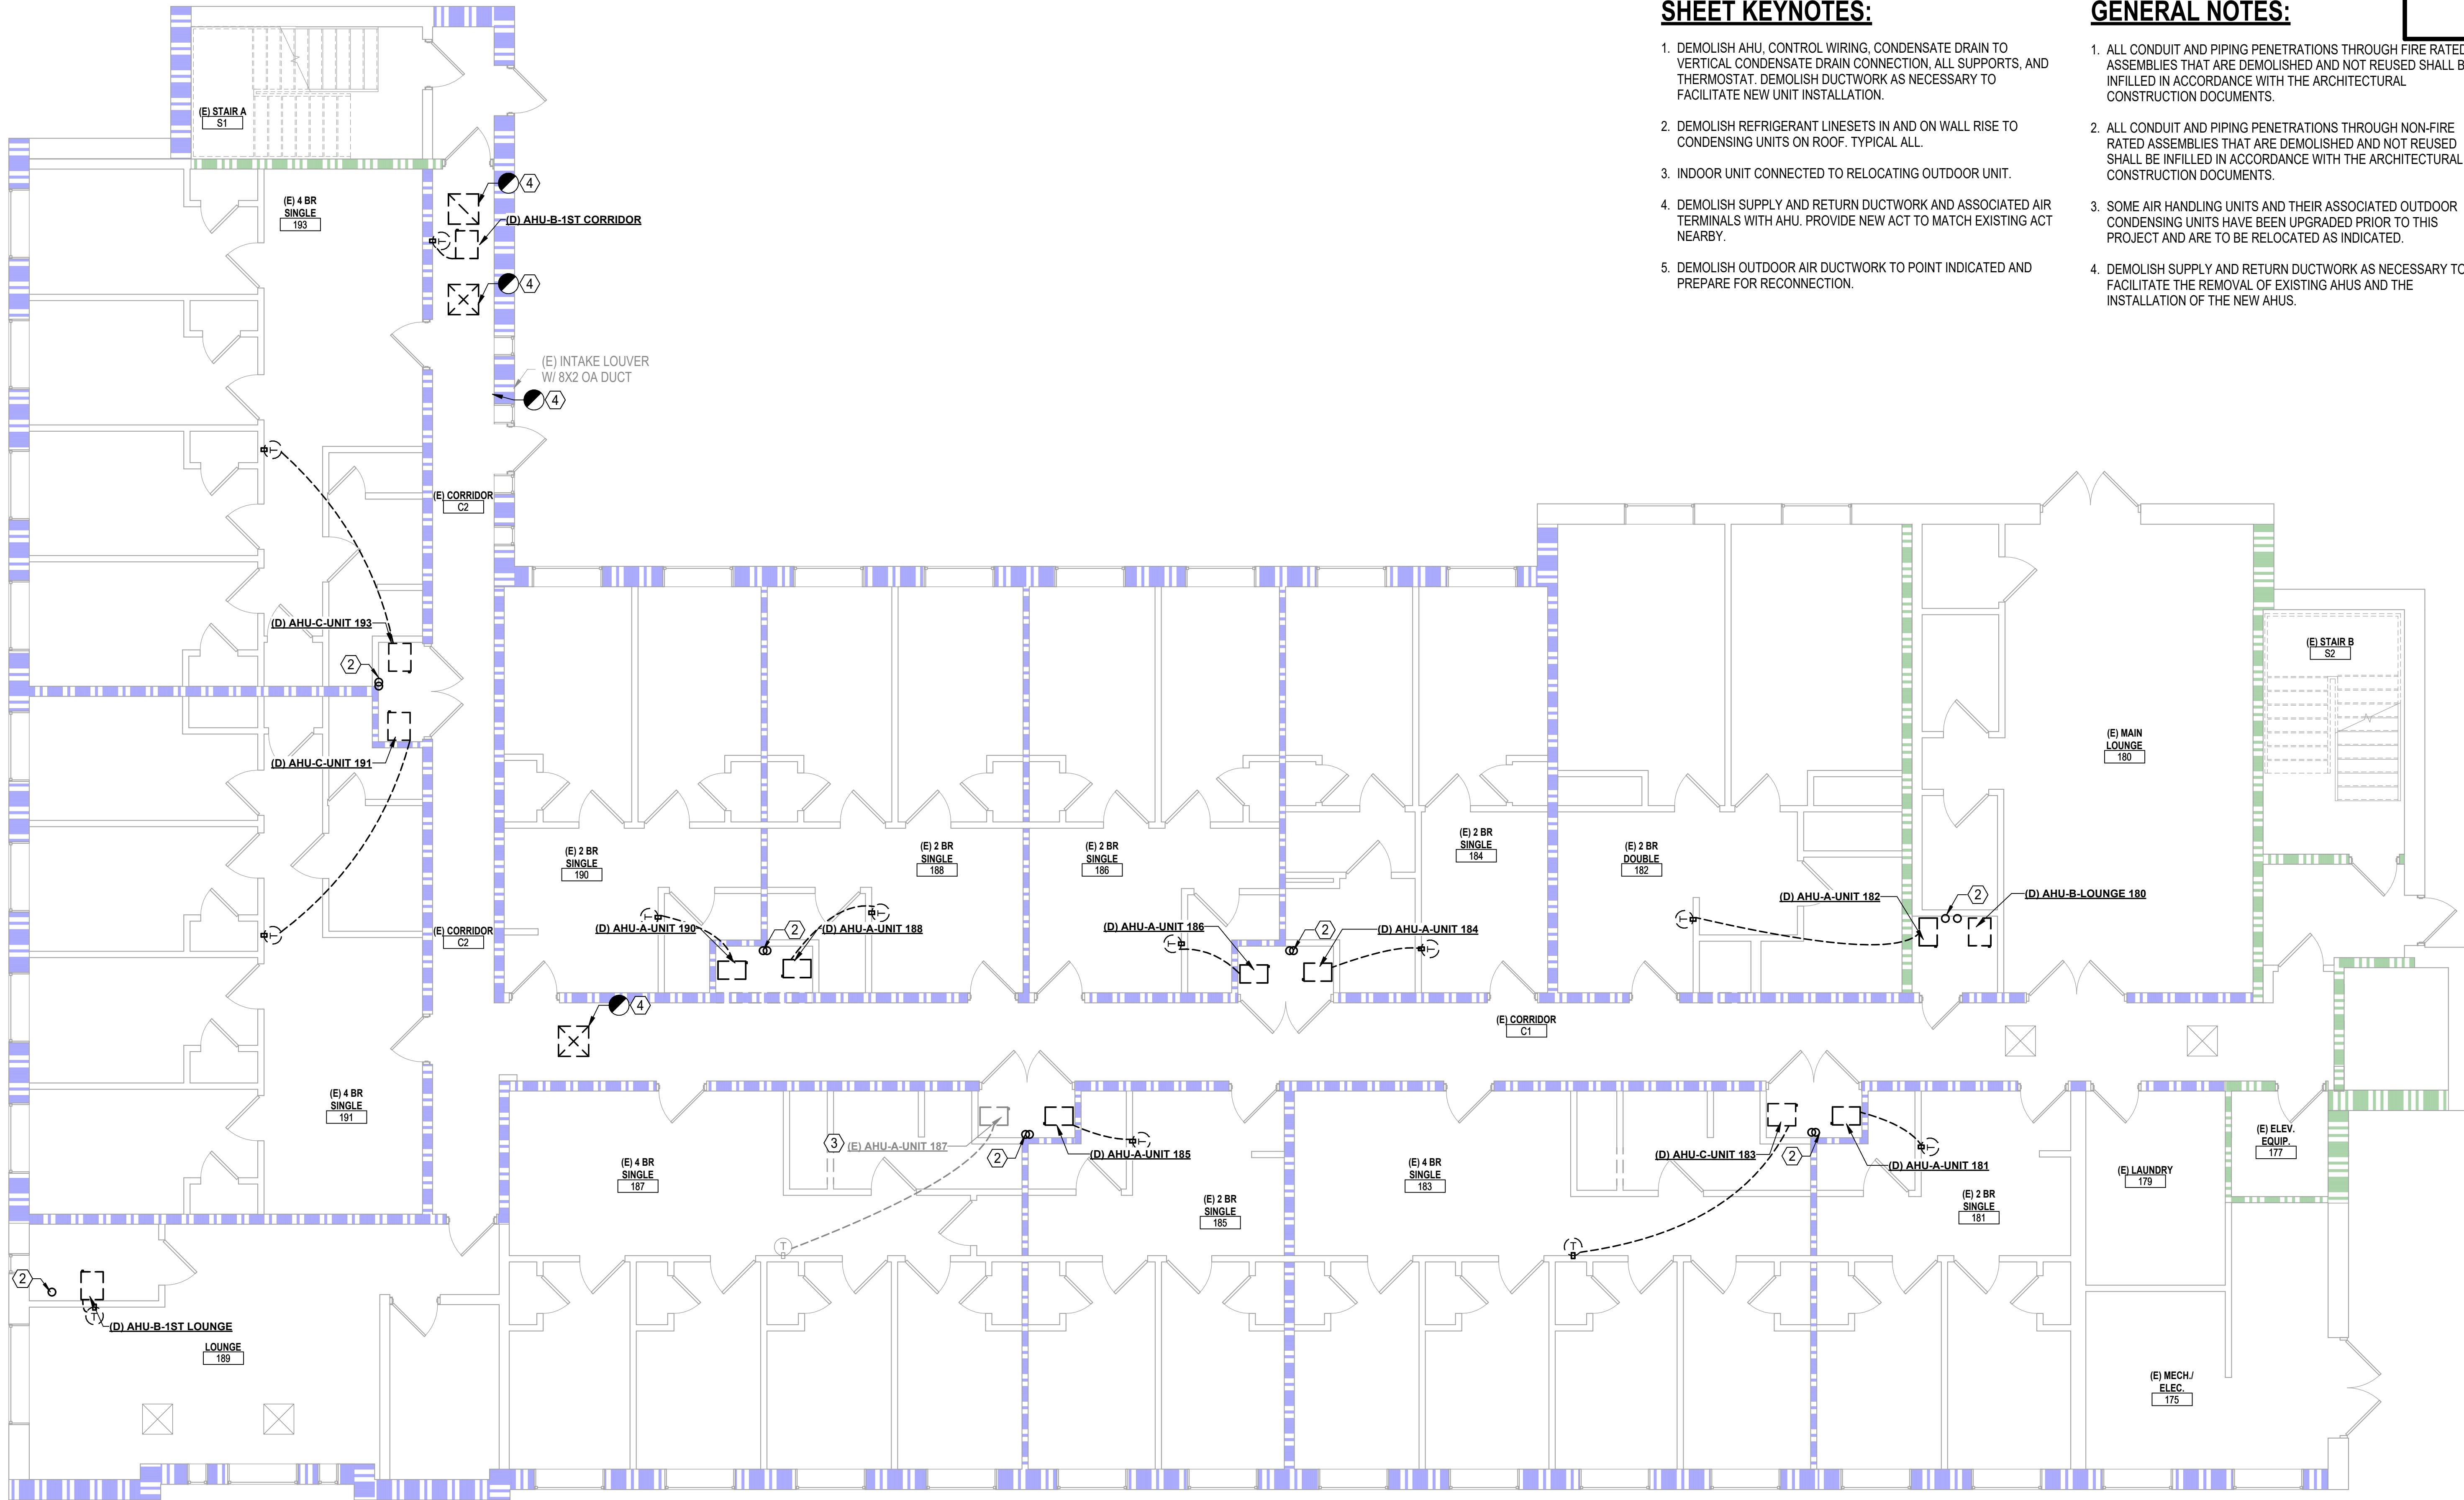 SHEET KEYNOTES:
1. DEMOLISH AHU, CONTROL WIRING, CONDENSATE DRAIN TO
VERTICAL CONDENSATE DRAIN CONNECTION, ALL SUPPORTS, AND
THERMOSTAT. DEMOLISH DUCTWORK AS NECESSARY TO
FACILITATE NEW UNIT INSTALLATION.
2. DEMOLISH REFRIGERANT LINESETS IN AND ON WALL RISE TO
CONDENSING UNITS ON ROOF. TYPICAL ALL.
3. INDOOR UNIT CONNECTED TO RELOCATING OUTDOOR UNIT.
4. DEMOLISH SUPPLY AND RETURN DUCTWORK AND ASSOCIATED AIR
TERMINALS WITH AHU. PROVIDE NEW ACT TO MATCH EXISTING ACT
NEARBY.
5. DEMOLISH OUTDOOR AIR DUCTWORK TO POINT INDICATED AND
PREPARE FOR RECONNECTION.
GENERAL NOTES:
1. ALL CONDUIT AND PIPING PENETRATIONS THROUGH FIRE RATED
ASSEMBLIES THAT ARE DEMOLISHED AND NOT REUSED SHALL B
INFILLED IN ACCORDANCE WITH THE ARCHITECTURAL
CONSTRUCTION DOCUMENTS.
2. ALL CONDUIT AND PIPING PENETRATIONS THROUGH NON-FIRE
RATED ASSEMBLIES THAT ARE DEMOLISHED AND NOT REUSED
SHALL BE INFILLED IN ACCORDANCE WITH THE ARCHITECTURAL
CONSTRUCTION DOCUMENTS.
3. SOME AIR HANDLING UNITS AND THEIR ASSOCIATED OUTDOOR
CONDENSING UNITS HAVE BEEN UPGRADED PRIOR TO THIS
PROJECT AND ARE TO BE RELOCATED AS INDICATED.
4. DEMOLISH SUPPLY AND RETURN DUCTWORK AS NECESSARY TO
FACILITATE THE REMOVAL OF EXISTING AHUS AND THE
INSTALLATION OF THE NEW AHUS.
(E) STAIR A
S1
(E) 4 BR
SINGLE
193
4
(D) AHU-B-1ST CORRIDOR
T
4
(E) INTAKE LOUVER
W/ 8X2 OA DUCT
4
T
(E) CORRIDOR
C2
(D) AHU-C-UNIT 193
2
(D) AHU-C-UNIT 191
T
(E) CORRIDOR
C2
(E) 4 BR
SINGLE
191
(E) 2 BR
SINGLE
190
(E) 2 BR
SINGLE
188
(E) 2 BR
SINGLE
186
(E) 2 BR
SINGLE
184
(E) 2 BR
DOUBLE
182
(E) MAIN
LOUNGE
180
(E) STAIR B
S2
T
(D) AHU-A-UNIT 190
2
T
(D) AHU-A-UNIT 188
(D) AHU-A-UNIT 186
T
2
(D) AHU-A-UNIT 184
T
T
(D) AHU-A-UNIT 182
2
(D) AHU-B-LOUNGE 180
4
(E) CORRIDOR
C1
3
(E) AHU-A-UNIT 187
2
T
(D) AHU-A-UNIT 185
(E) 4 BR
SINGLE
187
T
(E) 2 BR
SINGLE
185
(E) 4 BR
SINGLE
183
(D) AHU-C-UNIT 183
2
T
(D) AHU-A-UNIT 181
T
(E) 2 BR
SINGLE
181
(E) LAUNDRY
179
(E) ELEV.
EQUIP.
177
2
T
(D) AHU-B-1ST LOUNGE
LOUNGE
189
(E) MECH./
ELEC.
175